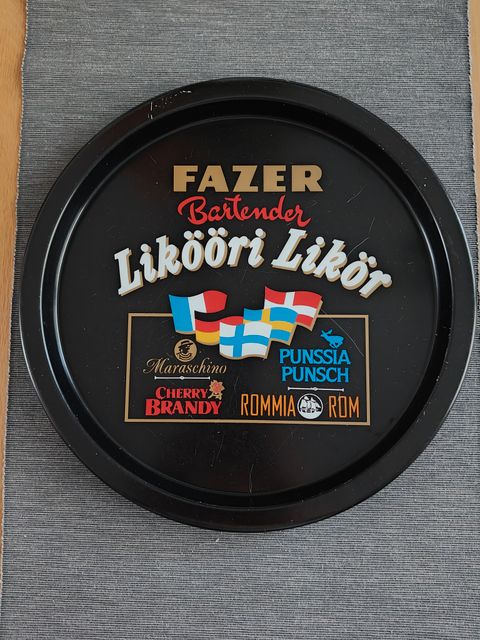 FAZER
Bartender
Likööri Likör
Maraschino
PUNSSIA
PUNSCH
CHERRY
BRANDY
ROMMIA ROM